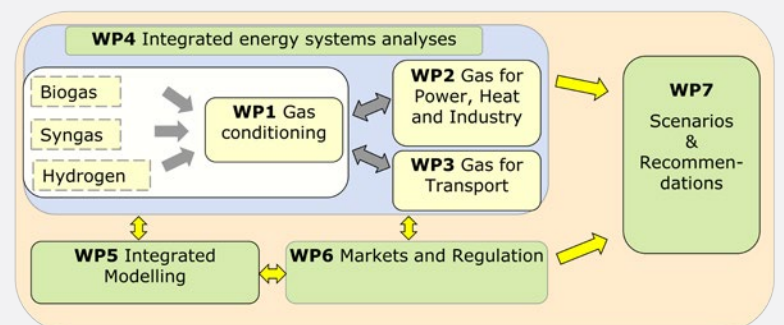 WP4 Integrated energy systems analyses
Biogas
Syngas
Hydrogen
WP1 Gas
conditioning
WP2 Gas for
Power, Heat
and Industry
WP3 Gas for
Transport
WP5 Integrated
Modelling
WP6 Markets and Regulation
WP7
Scenarios
&
Recommen-
dations